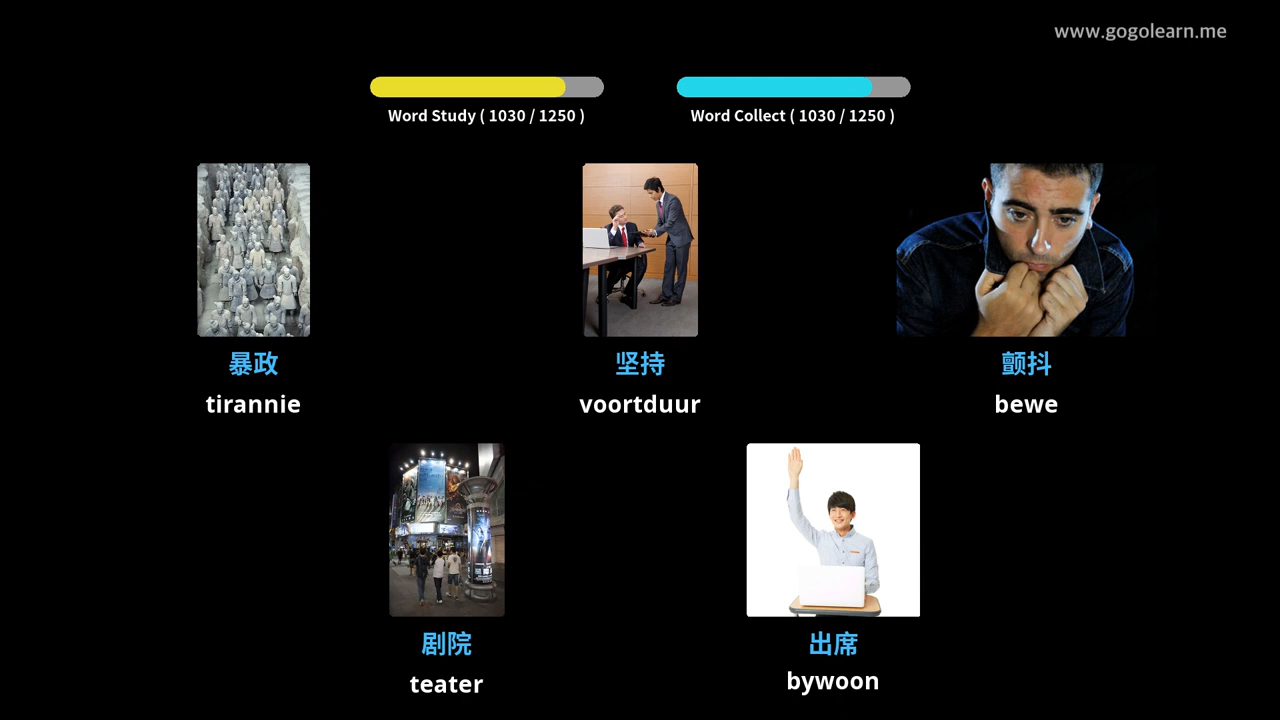 www.gogolearn.me
Word Study ( 1030 / 1250 )
Word Collect ( 1030 / 1250 )
暴政
tirannie
坚持
voortduur
颤抖
bewe
剧院
teater
出席
bywoon